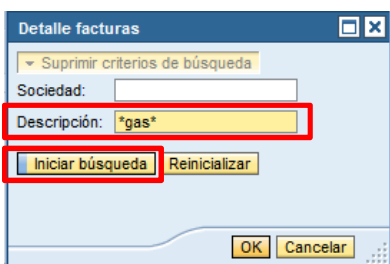 Detalle facturas
Suprimir criterios de búsqueda
Sociedad:
Descripción: *gas*
Iniciar búsqueda Reinicializar
OK Cancelar